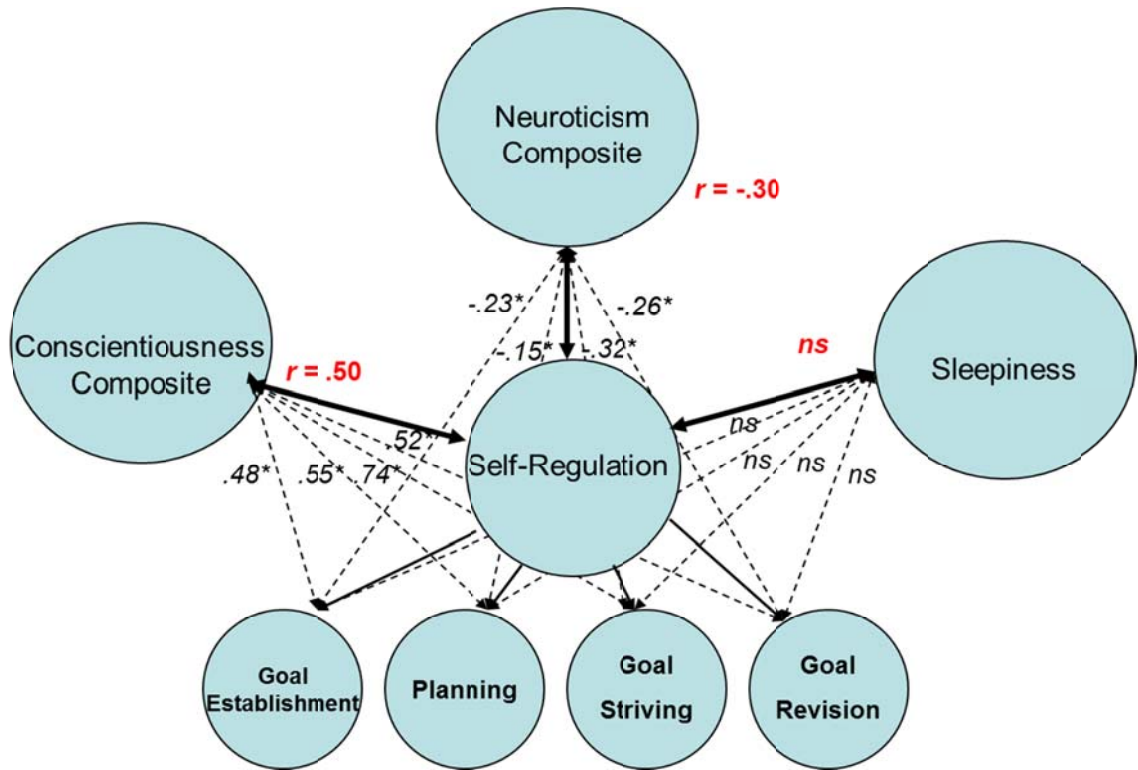 Neuroticism
Composite
r = -.30
-.23*
-.26*
-.15*
-.32*
ns
Conscientiousness
Composite
r = .50
Sleepiness
.52*
.48*
.55*
.74*
Self-Regulation
ns
ns
ns
ns
Goal
Establishment
Planning
Goal
Striving
Goal
Revision